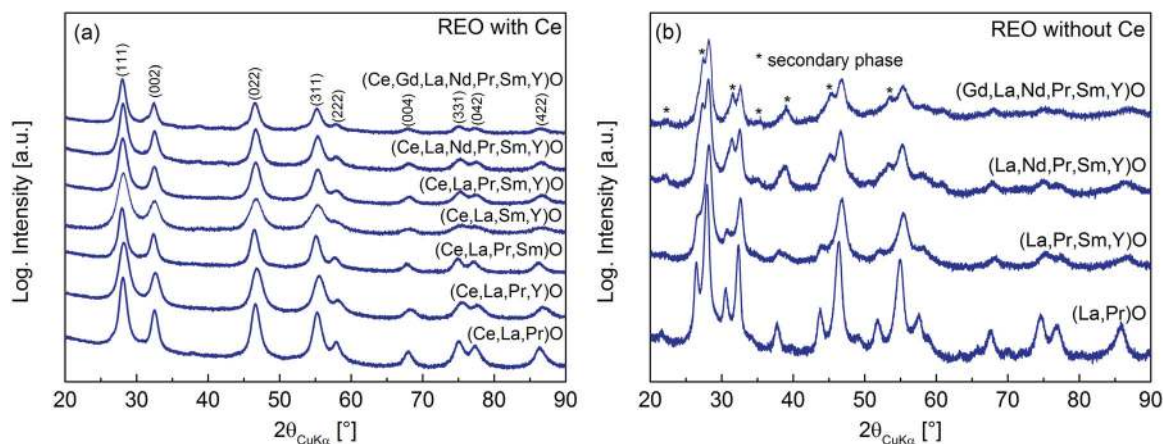 (a)
REO with Ce
(111)
(002)
(022)
(311)
(222)
(004)
(331)
(042)
(422)
(Ce,Gd,La,Nd,Pr,Sm,Y)O
(Ce,La,Nd,Pr,Sm,Y)O
(Ce,La,Pr,Sm,Y)O
(Ce,La,Sm,Y)O
(Ce,La,Pr,Sm)O
(Ce,La,Pr,Y)O
(Ce,La,Pr)O
Log. Intensity [a.u.]
20 30 40 50 60 70 80 90
2θCuKα [°]
(b)
REO without Ce
* secondary phase
* * * * * * *
(Gd,La,Nd,Pr,Sm,Y)O
(La,Nd,Pr,Sm,Y)O
(La,Pr,Sm,Y)O
(La,Pr)O
Log. Intensity [a.u.]
20 30 40 50 60 70 80 90
2θCuKα [°]